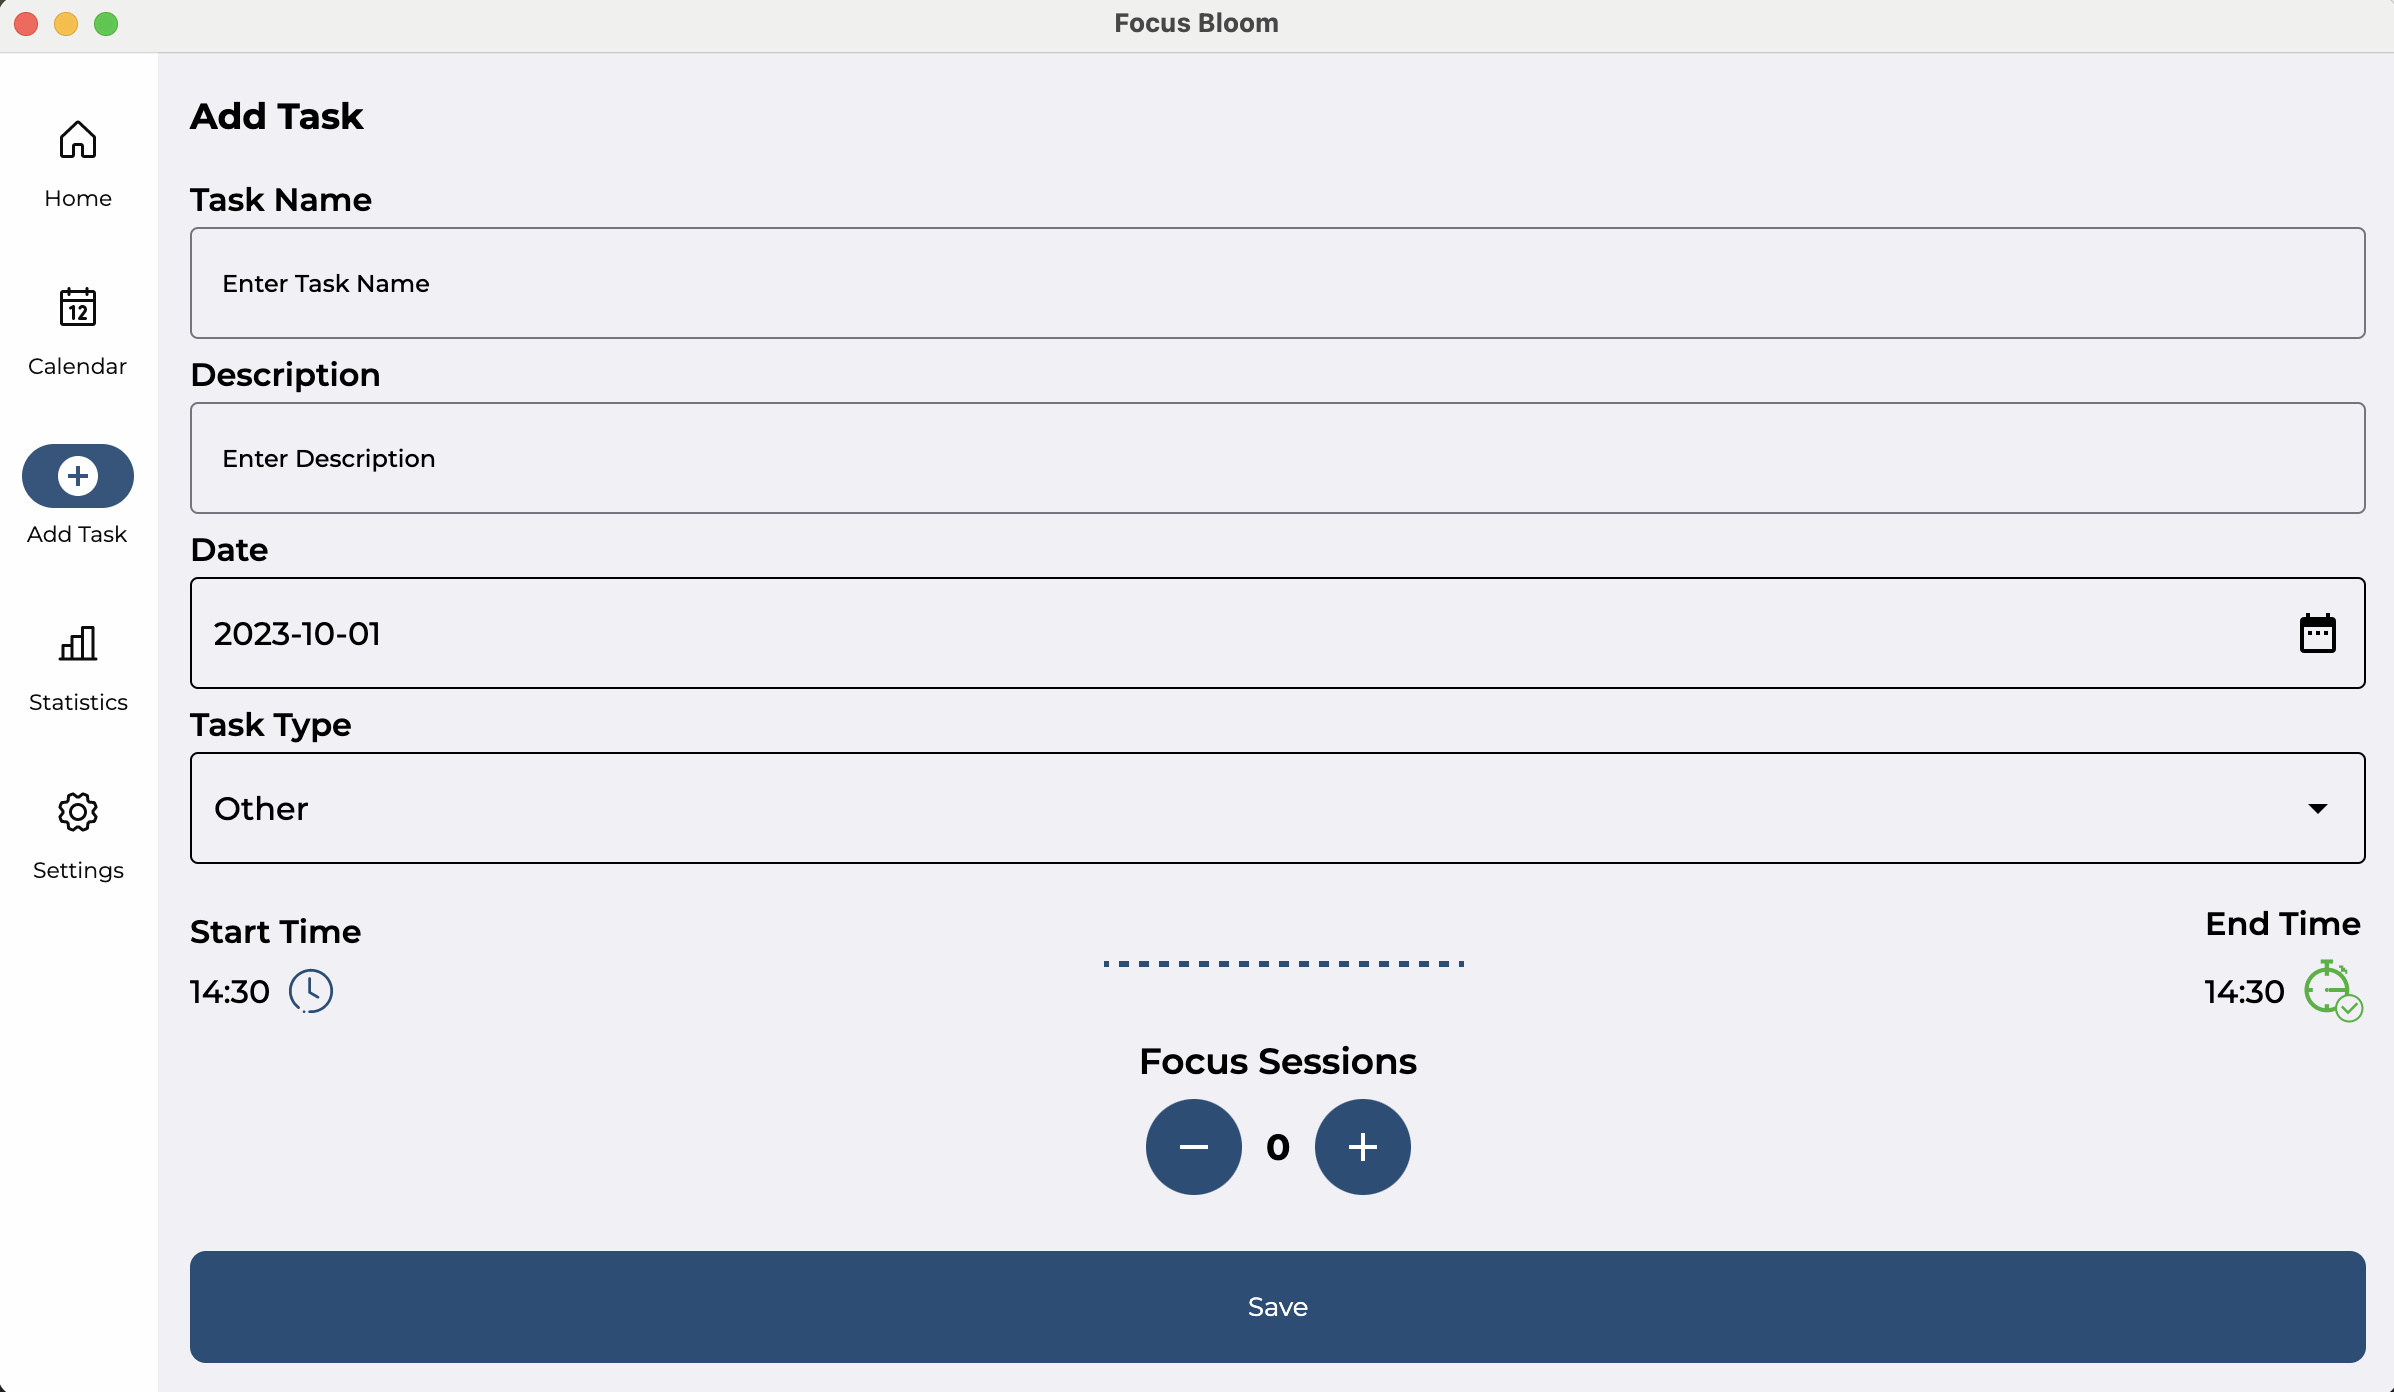 Focus Bloom
Home
12
Calendar
Add Task
Statistics
Settings
Add Task
Task Name
Enter Task Name
Description
Enter Description
Date
2023-10-01
Task Type
Other
Start Time
14:30
End Time
14:30
Focus Sessions
0
Save